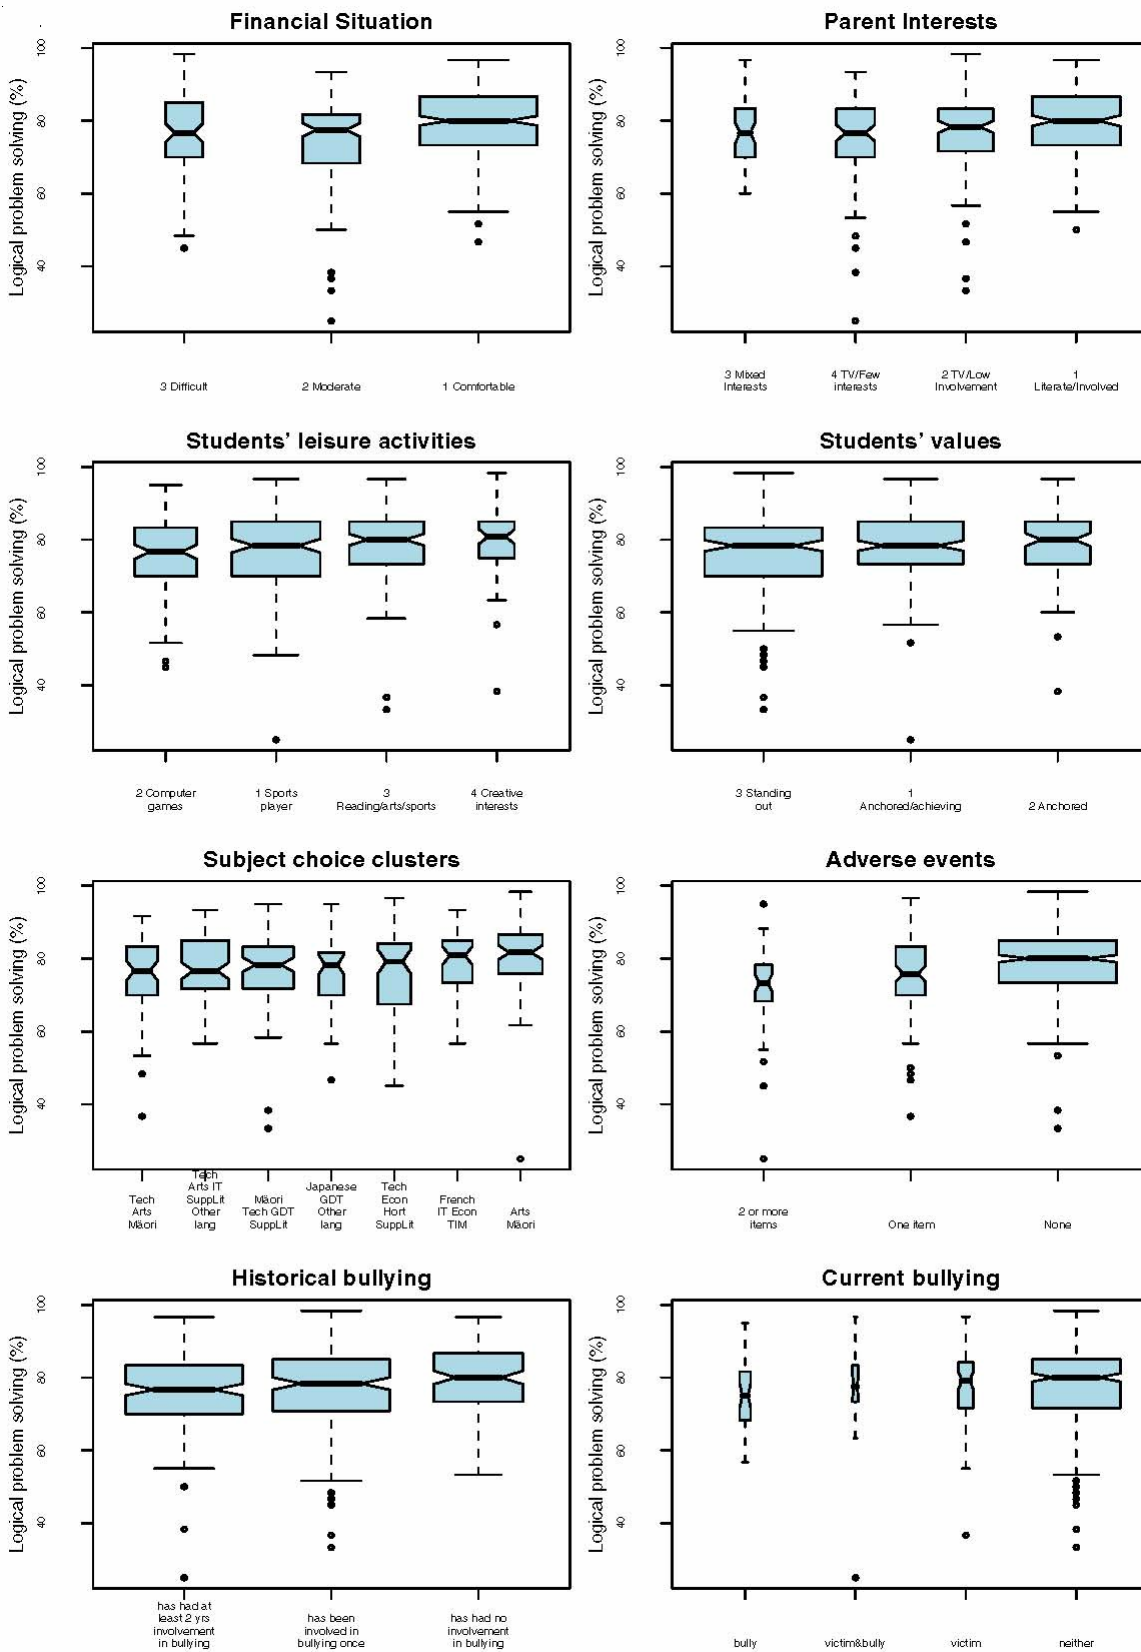 Financial Situation
Logical problem solving (%)
100
80
60
40
3 Difficult
2 Moderate
1 Comfortable
Parent Interests
Logical problem solving (%)
100
80
60
40
3 Mixed
Interests
4 TV/Few
interests
2 TV/Low
Involvement
1
Literate/Involved
Students' leisure activities
Logical problem solving (%)
100
80
60
40
2 Computer
games
1 Sports
player
3
Reading/arts/sports
4 Creative
interests
Students' values
Logical problem solving (%)
100
80
60
40
3 Standing
out
1
Anchored/achieving
2 Anchored
Subject choice clusters
Logical problem solving (%)
100
80
60
40
Tech
Arts
Māori
Tech
Arts IT
SuppLit
Other
lang
Māori
Tech GDT
SuppLit
Japanese
GDT
Other
lang
Tech
Econ
Hort
SuppLit
French
IT Econ
TIM
Arts
Māori
Adverse events
Logical problem solving (%)
100
80
60
40
2 or more
items
One item
None
Historical bullying
Logical problem solving (%)
100
80
60
40
has had at
least 2 yrs
involvement
in bullying
has been
involved in
bullying once
has had no
involvement
in bullying
Current bullying
Logical problem solving (%)
100
80
60
40
bully
victim&bully
victim
neither